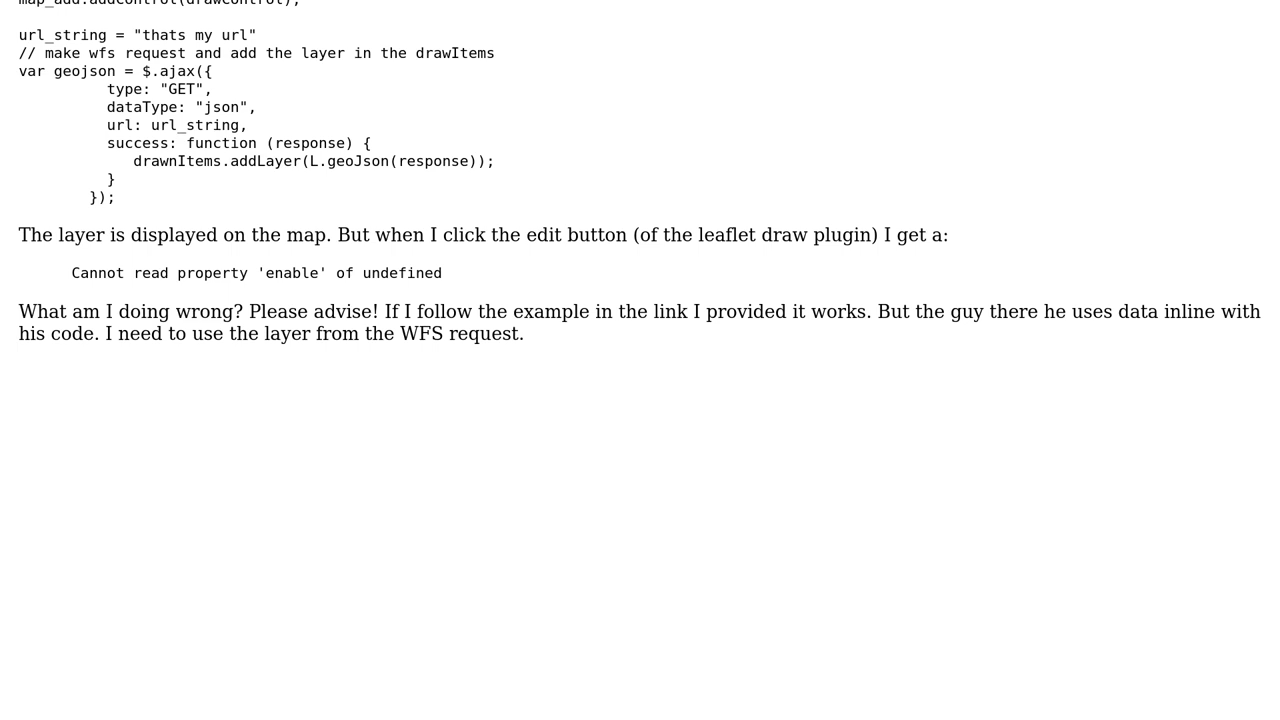 map_add.addControl(drawControl);
url_string = "thats my url"
// make wfs request and add the layer in the drawItems
var geojson = $.ajax({
type: "GET",
dataType: "json",
url: url_string,
success: function (response) {
drawnItems.addLayer(L.geoJson(response));
}
});
The layer is displayed on the map. But when I click the edit button (of the leaflet draw plugin) I get a:
Cannot read property 'enable' of undefined
What am I doing wrong? Please advise! If I follow the example in the link I provided it works. But the guy there he uses data inline with
his code. I need to use the layer from the WFS request.